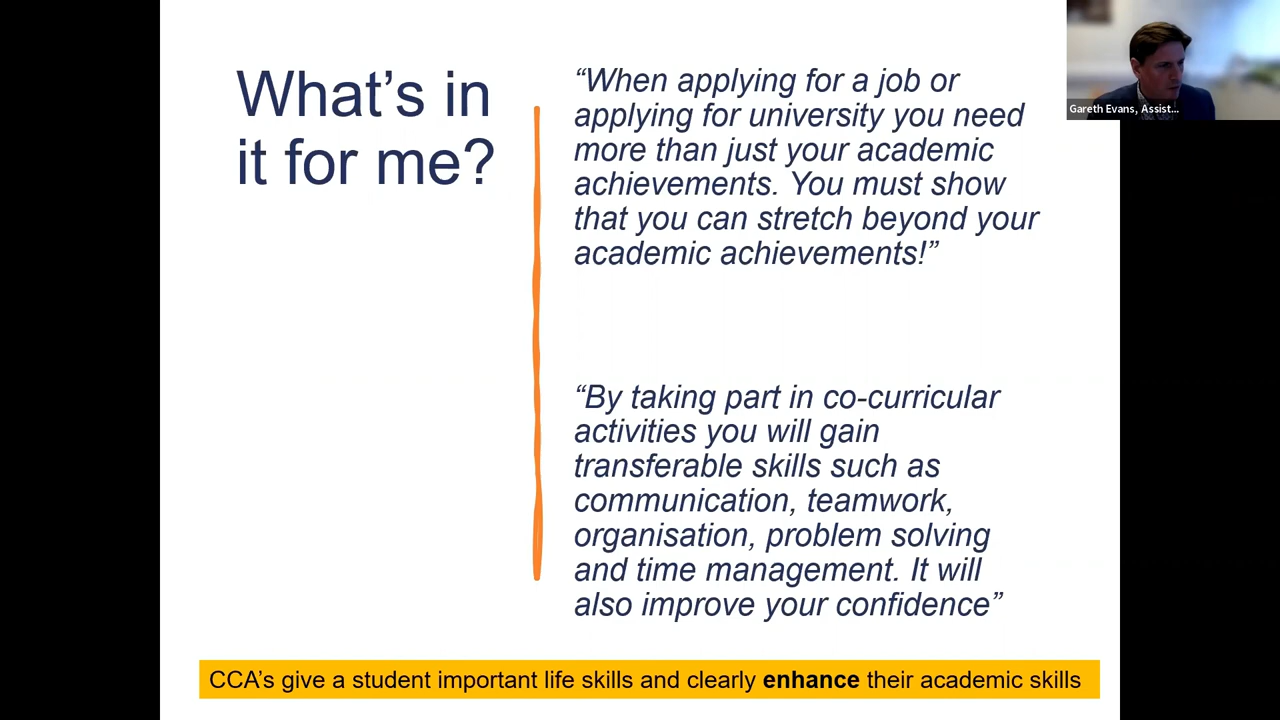 What’s in
it for me?
“When applying for a job or
applying for university you need
more than just your academic
achievements. You must show
that you can stretch beyond your
academic achievements!”
“By taking part in co-curricular
activities you will gain
transferable skills such as
communication, teamwork,
organisation, problem solving
and time management. It will
also improve your confidence”
CCA’s give a student important life skills and clearly enhance their academic skills
Gareth Evans, Assist...